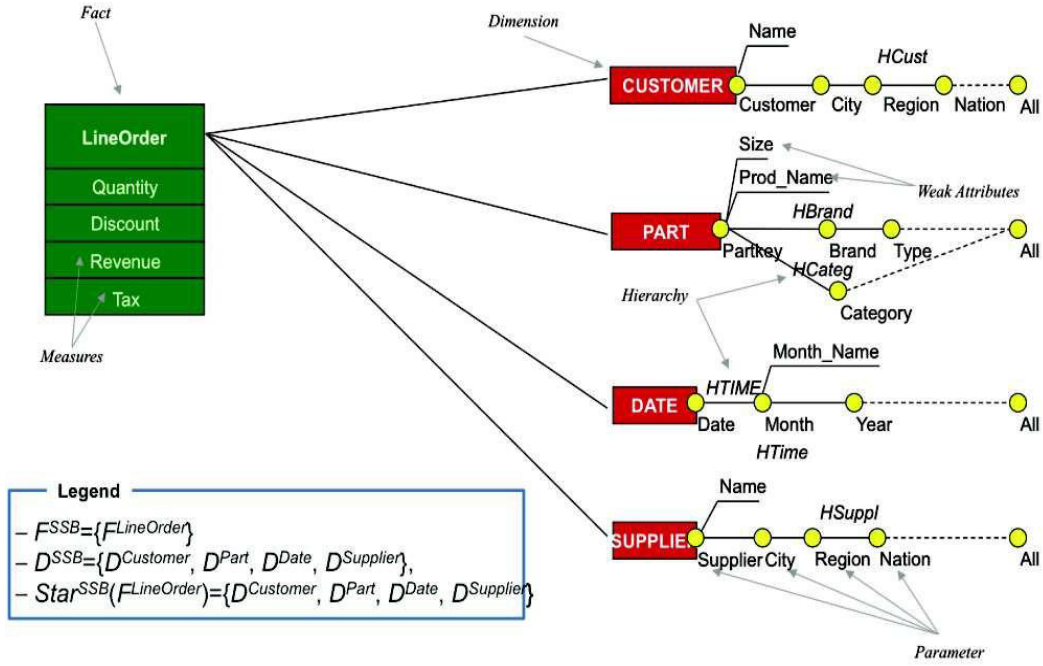 Fact
Dimension
Name
HCust
CUSTOMER
Customer
City
Region
Nation
All
LineOrder
Quantity
Discount
Revenue
Tax
Measures
Size
Prod_Name
Weak Attributes
HBrand
PART
Partkey
Brand
Type
All
HCateg
Hierarchy
Category
Month_Name
HTIME
DATE
Date
Month
Year
All
HTime
Name
HSuppl
SUPPLIER
Supplier
City
Region
Nation
All
Parameter
Legend
– F^SSB={F^LineOrder}
– D^SSB={D^Customer, D^Part, D^Date, D^Supplier},
– Star^SSB(F^LineOrder)={D^Customer, D^Part, D^Date, D^Supplier}